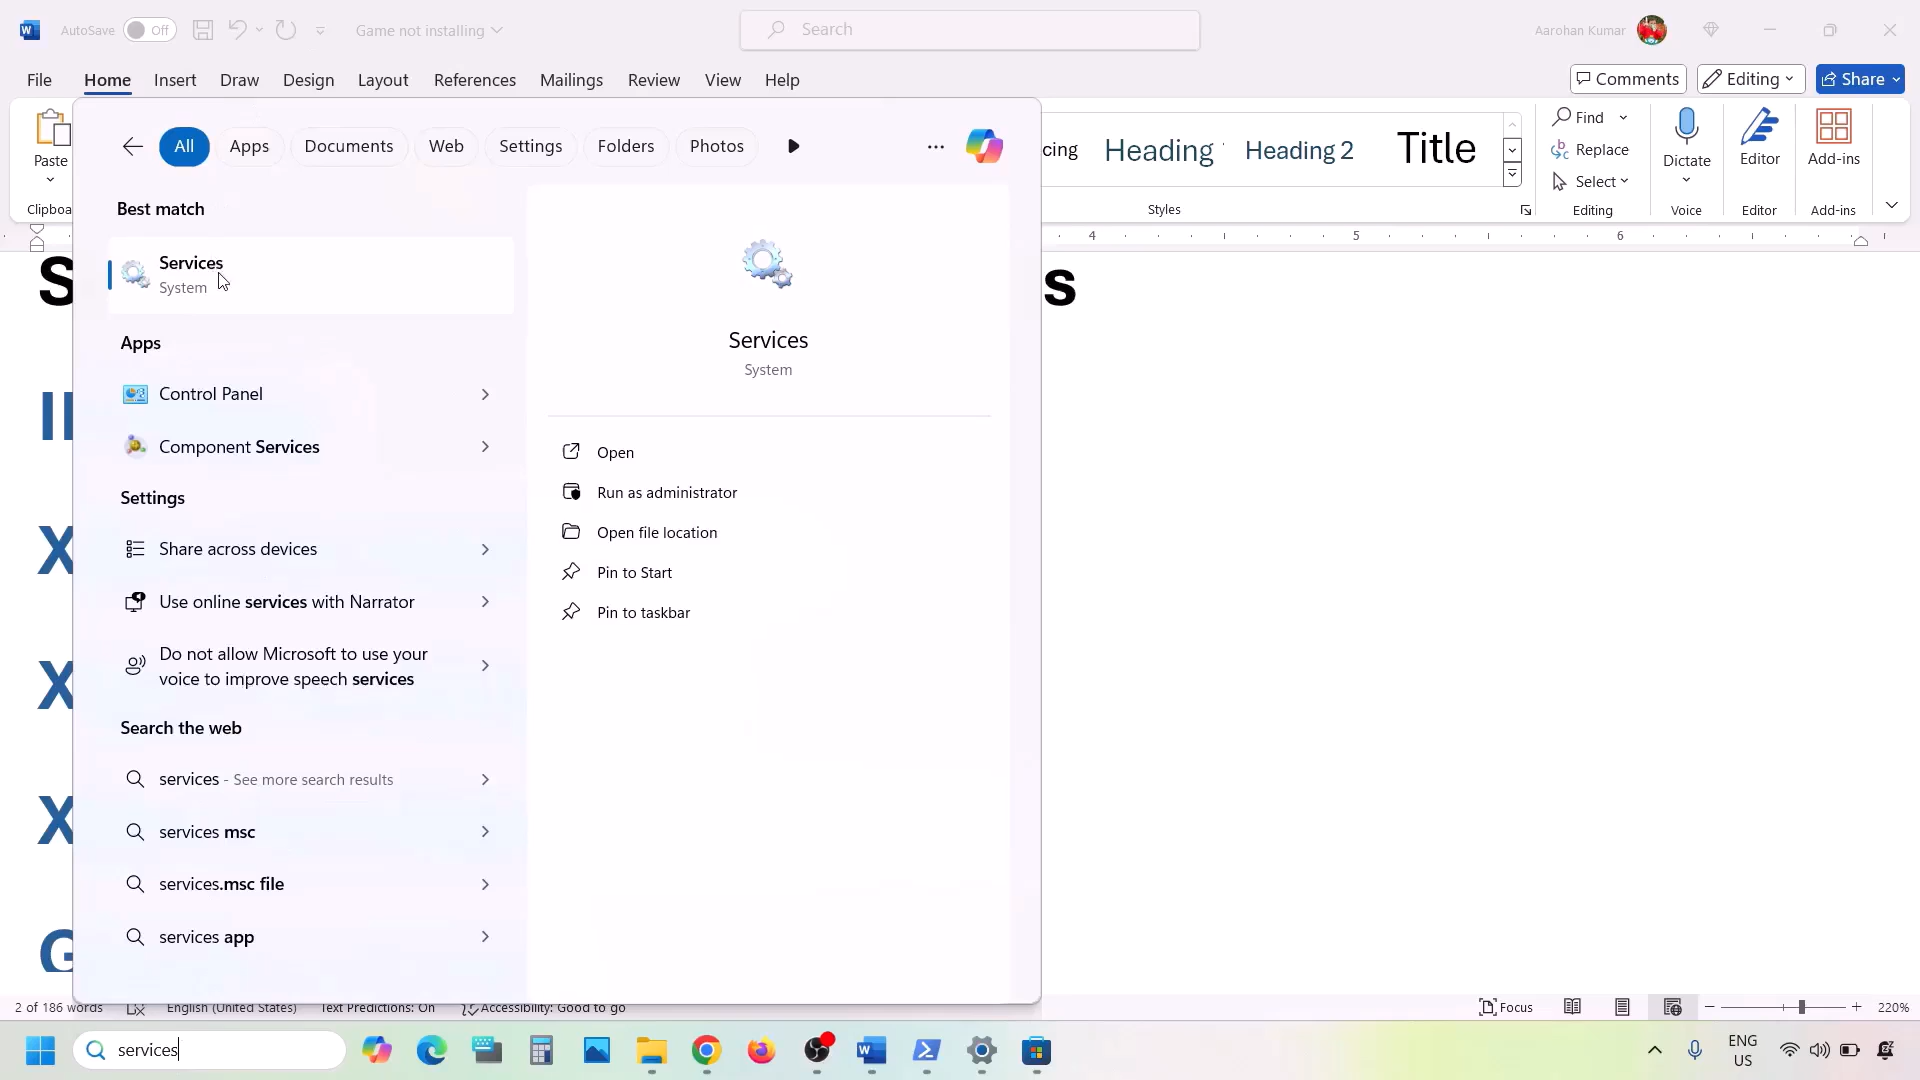 AutoSave
Off
Game not installing
Search
Aarohan Kumar
File
Home
Insert
Draw
Design
Layout
References
Mailings
Review
View
Help
Comments
Editing
Share
Paste
Heading
Heading 2
Title
Find
Replace
Select
Dictate
Editor
Add-ins
Styles
Editing
Voice
Editor
Add-ins
4
5
6
All
Apps
Documents
Web
Settings
Folders
Photos
Best match
Services
System
Apps
Control Panel
Component Services
Settings
Share across devices
Use online services with Narrator
Do not allow Microsoft to use your
voice to improve speech services
Search the web
services - See more search results
services msc
services.msc file
services app
Services
System
Open
Run as administrator
Open file location
Pin to Start
Pin to taskbar
2 of 186 words
English (United States)
Text Predictions: On
Accessibility: Good to go
Focus
220%
services
ENG
US